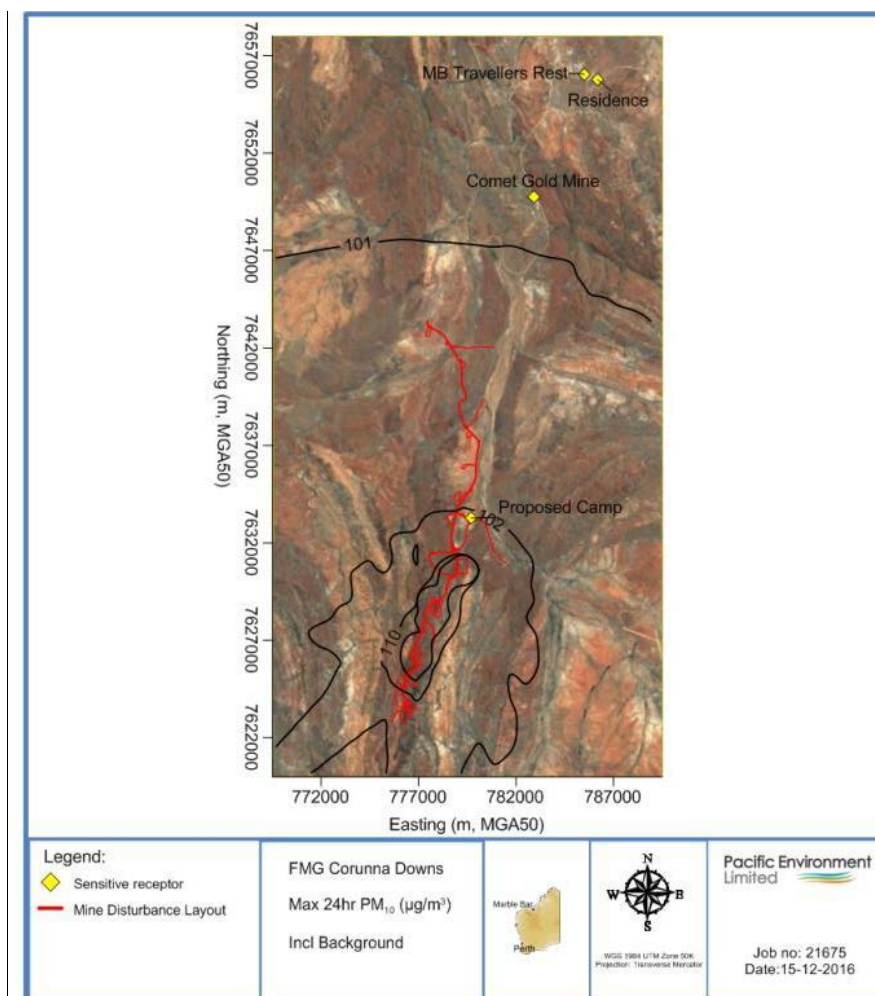 7657000
7652000
7647000
7642000
7637000
7632000
7627000
7622000
Northing (m, MGA50)
MB Travellers Rest
Residence
Comet Gold Mine
101
Proposed Camp
102
110
772000
777000
782000
787000
Easting (m, MGA50)
Legend:
Sensitive receptor
Mine Disturbance Layout
FMG Corunna Downs
Max 24hr PM₁₀ (µg/m³)
Incl Background
Marble Bar
Perth
N
W
E
S
WGS 1984 UTM Zone 50K
Projection: Transverse Mercator
Pacific Environment
Limited
Job no: 21675
Date:15-12-2016